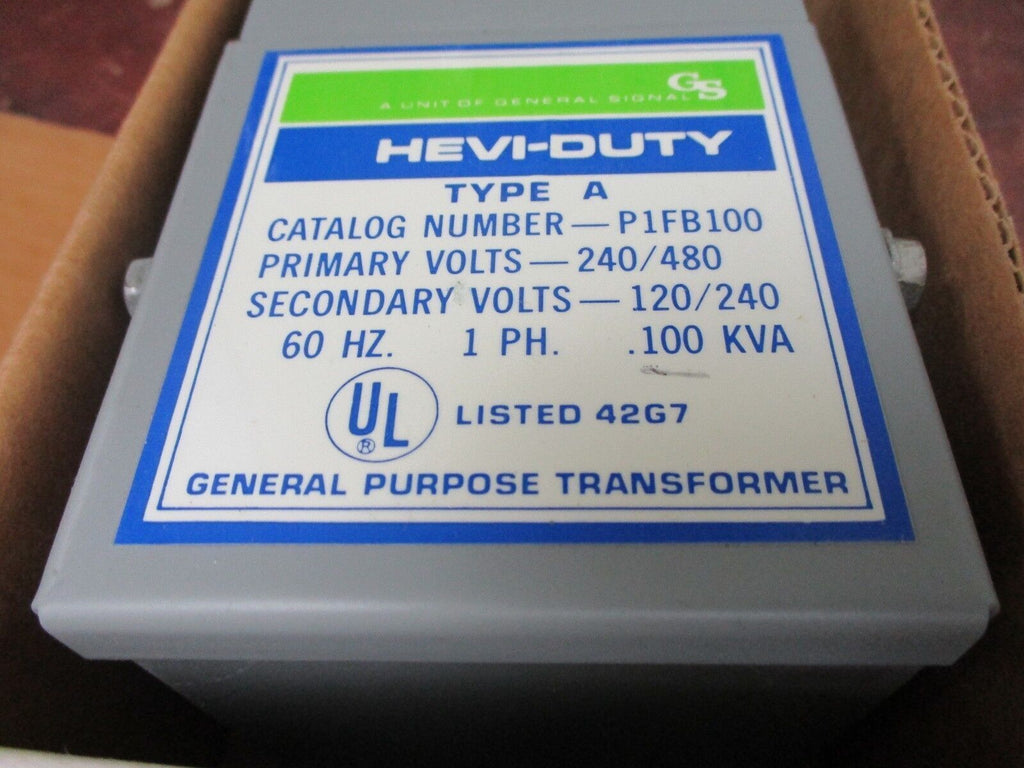 GS
A UNIT OF GENERAL SIGNAL
HEVI-DUTY
TYPE A
CATALOG NUMBER — P1FB100
PRIMARY VOLTS — 240/480
SECONDARY VOLTS — 120/240
60 HZ. 1 PH. .100 KVA
UL ® LISTED 42G7
GENERAL PURPOSE TRANSFORMER